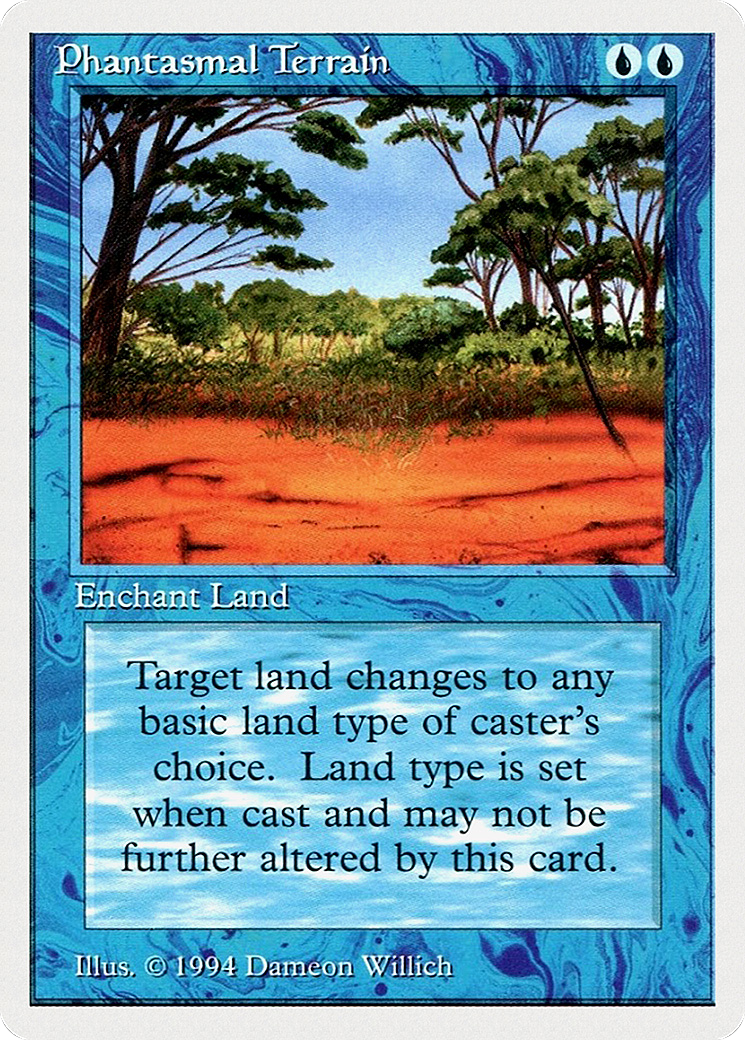 Phantasmal Terrain
Enchant Land
Target land changes to any
basic land type of caster's
choice. Land type is set
when cast and may not be
further altered by this card.
Illus. © 1994 Dameon Willich